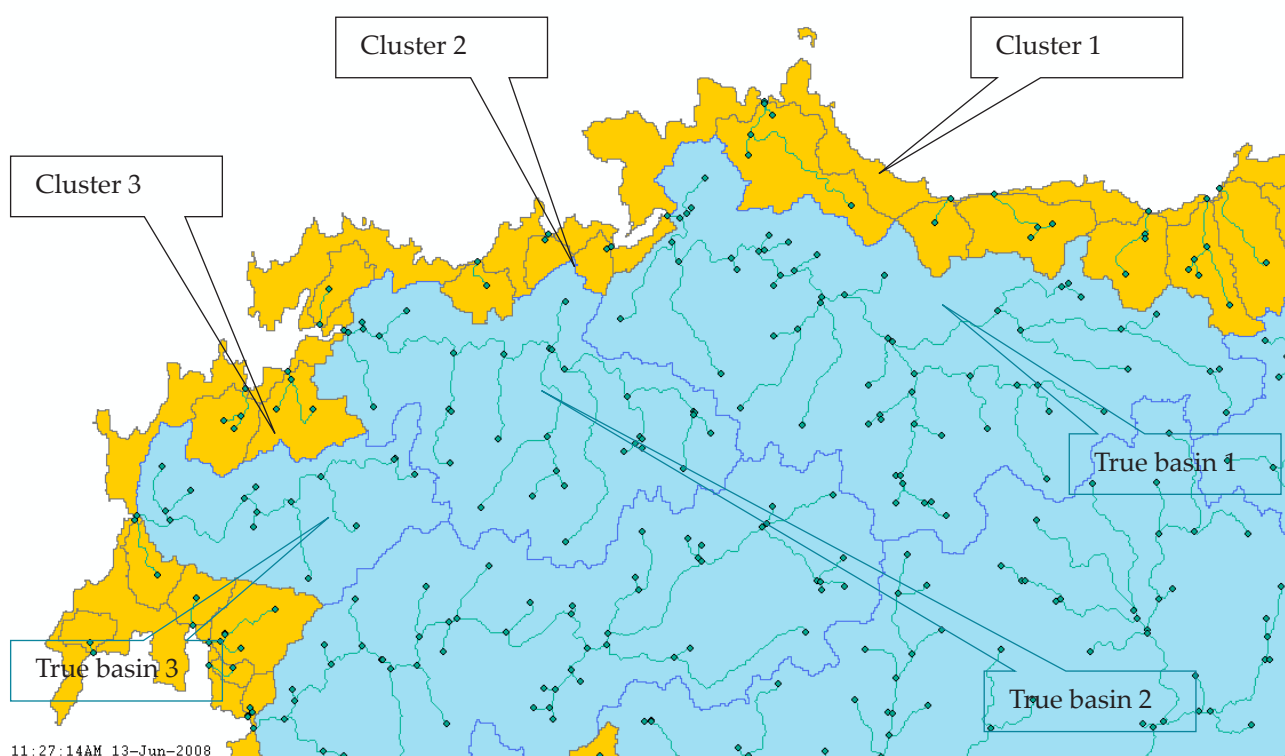 Cluster 2
Cluster 1
Cluster 3
True basin 1
True basin 3
True basin 2
11:27:14AM 13-Jun-2008